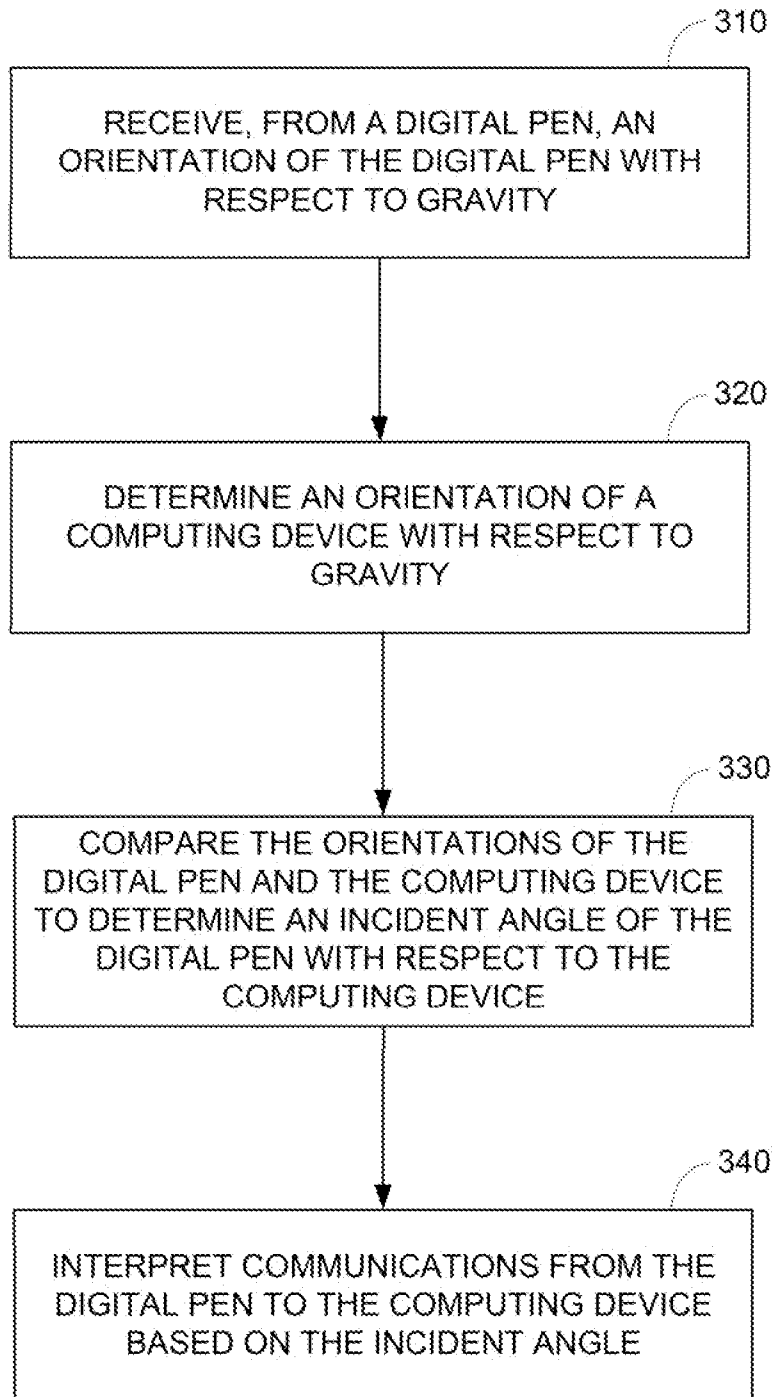 310
RECEIVE, FROM A DIGITAL PEN, AN
ORIENTATION OF THE DIGITAL PEN WITH
RESPECT TO GRAVITY
320
DETERMINE AN ORIENTATION OF A
COMPUTING DEVICE WITH RESPECT TO
GRAVITY
330
COMPARE THE ORIENTATIONS OF THE
DIGITAL PEN AND THE COMPUTING DEVICE
TO DETERMINE AN INCIDENT ANGLE OF THE
DIGITAL PEN WITH RESPECT TO THE
COMPUTING DEVICE
340
INTERPRET COMMUNICATIONS FROM THE
DIGITAL PEN TO THE COMPUTING DEVICE
BASED ON THE INCIDENT ANGLE